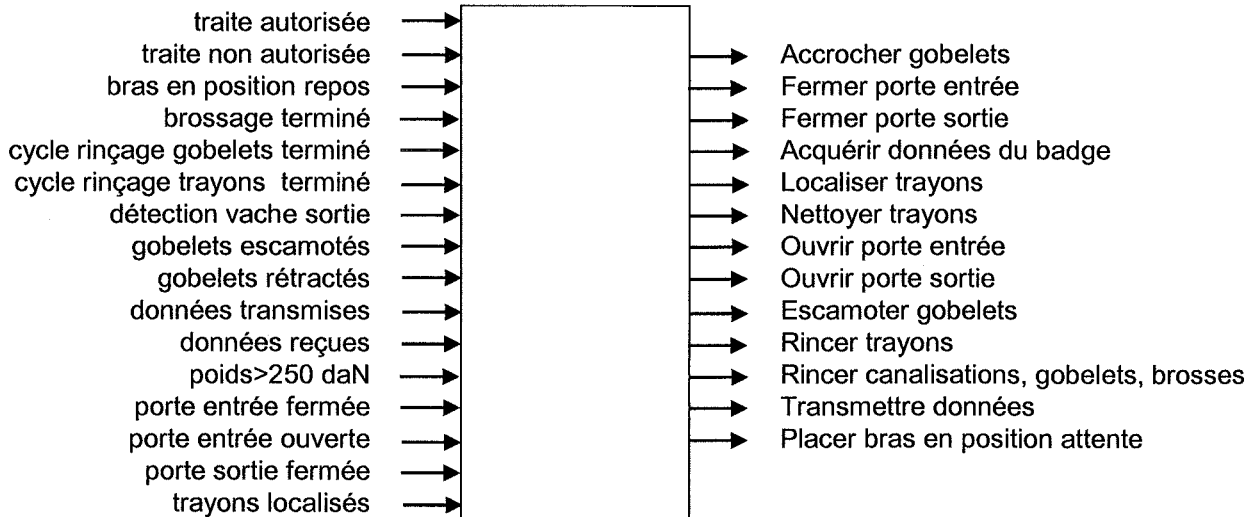 traite autorisée
traite non autorisée
bras en position repos
brossage terminé
cycle rinçage gobelets terminé
cycle rinçage trayons terminé
détection vache sortie
gobelets escamotés
gobelets rétractés
données transmises
données reçues
poids>250 daN
porte entrée fermée
porte entrée ouverte
porte sortie fermée
trayons localisés
Accrocher gobelets
Fermer porte entrée
Fermer porte sortie
Acquérir données du badge
Localiser trayons
Nettoyer trayons
Ouvrir porte entrée
Ouvrir porte sortie
Escamoter gobelets
Rincer trayons
Rincer canalisations, gobelets, brosses
Transmettre données
Placer bras en position attente